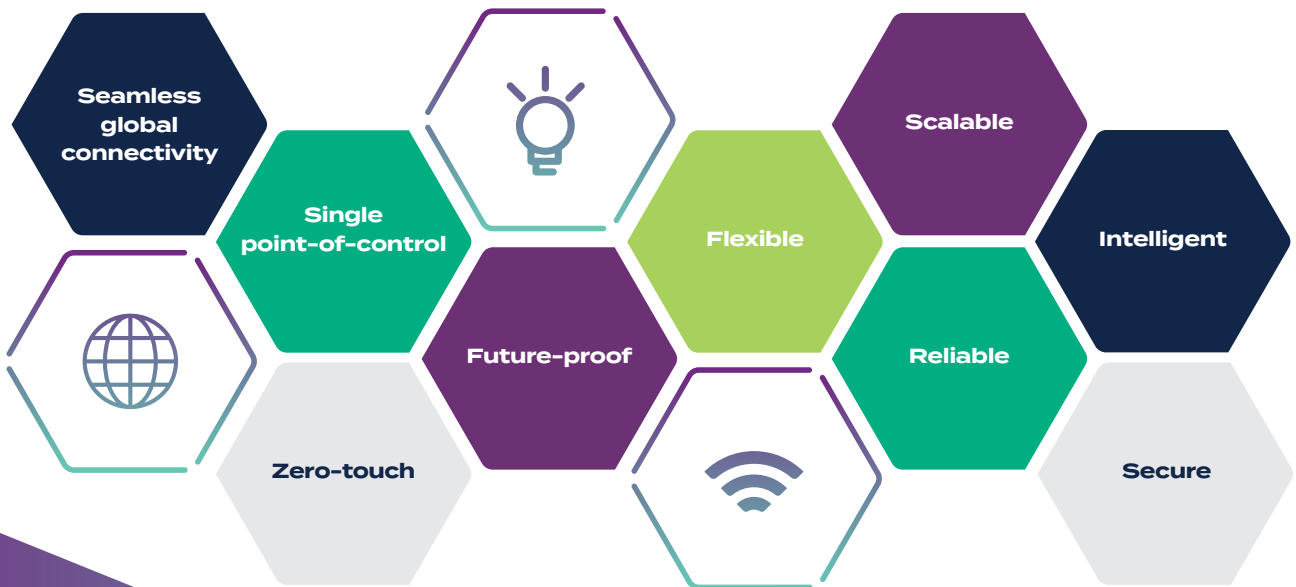 Seamless
global
connectivity
Single
point-of-control
Future-proof
Zero-touch
Flexible
Scalable
Intelligent
Reliable
Secure